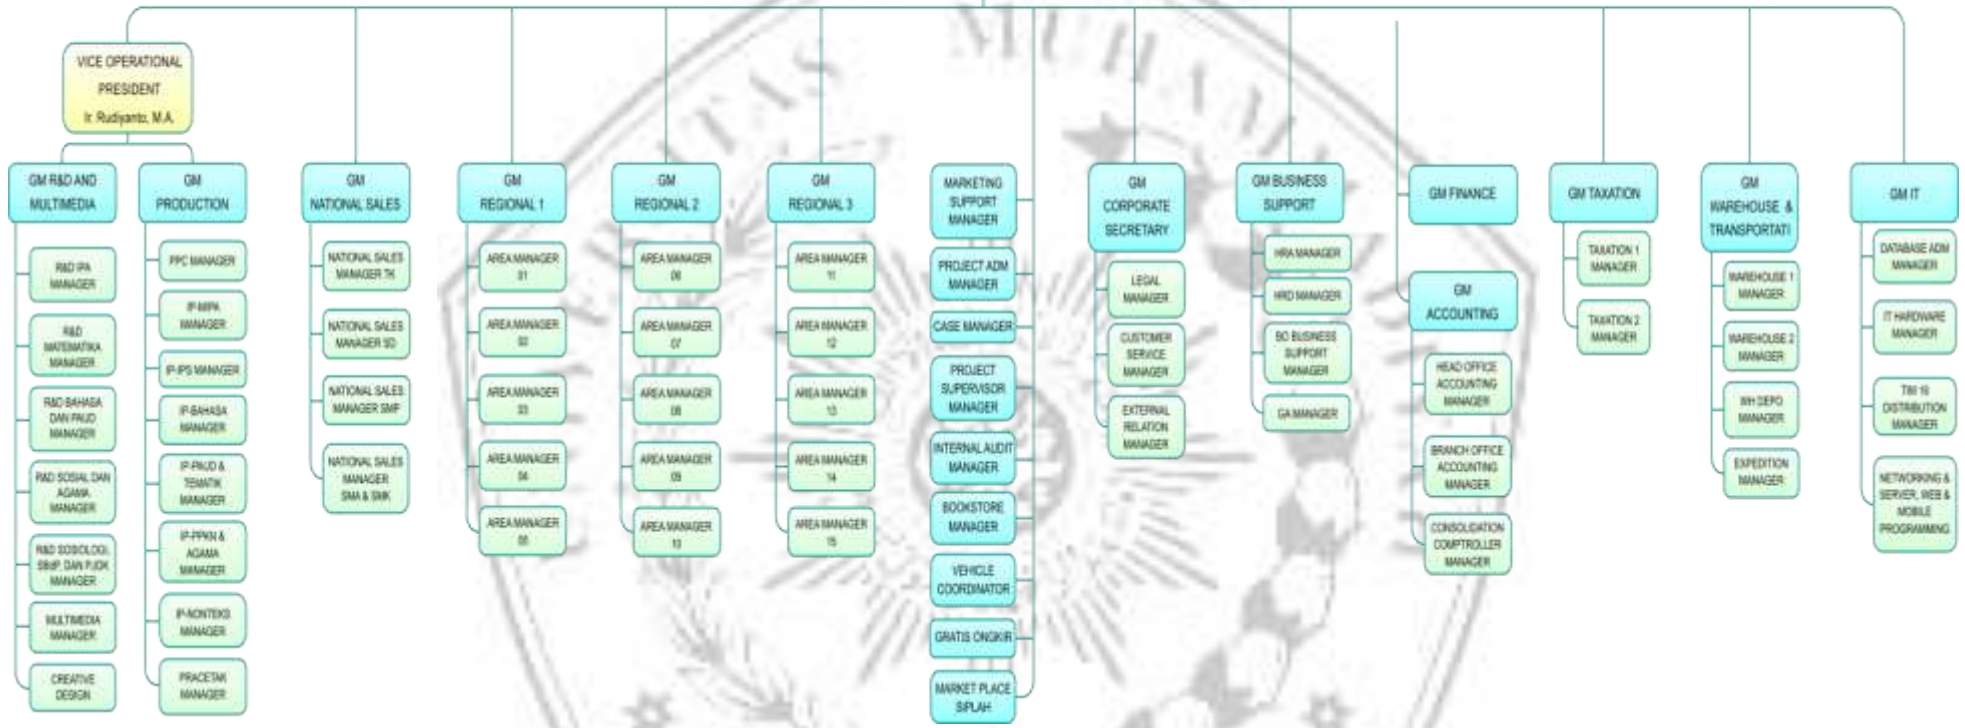 VICE OPERATIONAL
PRESIDENT
Ir. Rudiyanto, M.A.
GM R&D AND
MULTIMEDIA
R&D IPA
MANAGER
R&D
MATEMATIKA
MANAGER
R&D BAHASA
DAN PAUD
MANAGER
R&D SOSIAL DAN
AGAMA
MANAGER
R&D SOSIOLOGI,
SBdP, DAN PJOK
MANAGER
MULTIMEDIA
MANAGER
CREATIVE
DESIGN
GM
PRODUCTION
PPC MANAGER
IP-MIPA
MANAGER
IP-IPS MANAGER
IP-BAHASA
MANAGER
IP-PAUD &
TEMATIK
MANAGER
IP-PPKN &
AGAMA
MANAGER
IP-NONTEKS
MANAGER
PRACETAK
MANAGER
GM
NATIONAL SALES
NATIONAL SALES
MANAGER TK
NATIONAL SALES
MANAGER SD
NATIONAL SALES
MANAGER SMP
NATIONAL SALES
MANAGER
SMA & SMK
GM
REGIONAL 1
AREA MANAGER
01
AREA MANAGER
02
AREA MANAGER
03
AREA MANAGER
04
AREA MANAGER
05
GM
REGIONAL 2
AREA MANAGER
06
AREA MANAGER
07
AREA MANAGER
08
AREA MANAGER
09
AREA MANAGER
10
GM
REGIONAL 3
AREA MANAGER
11
AREA MANAGER
12
AREA MANAGER
13
AREA MANAGER
14
AREA MANAGER
15
MARKETING
SUPPORT
MANAGER
PROJECT ADM
MANAGER
CASE MANAGER
PROJECT
SUPERVISOR
MANAGER
INTERNAL AUDIT
MANAGER
BOOKSTORE
MANAGER
VEHICLE
COORDINATOR
GRATIS ONGKIR
MARKET PLACE
SIPLAH
GM
CORPORATE
SECRETARY
LEGAL
MANAGER
CUSTOMER
SERVICE
MANAGER
EXTERNAL
RELATION
MANAGER
GM BUSINESS
SUPPORT
HRA MANAGER
HRD MANAGER
BO BUSINESS
SUPPORT
MANAGER
GA MANAGER
GM FINANCE
GM
ACCOUNTING
HEAD OFFICE
ACCOUNTING
MANAGER
BRANCH OFFICE
ACCOUNTING
MANAGER
CONSOLIDATION
COMPTROLLER
MANAGER
GM TAXATION
TAXATION 1
MANAGER
TAXATION 2
MANAGER
GM
WAREHOUSE &
TRANSPORTATI
WAREHOUSE 1
MANAGER
WAREHOUSE 2
MANAGER
WH DEPO
MANAGER
EXPEDITION
MANAGER
GM IT
DATABASE ADM
MANAGER
IT HARDWARE
MANAGER
DISTRIBUTION
MANAGER
NETWORKING &
SERVER, WEB &
MOBILE
PROGRAMMING